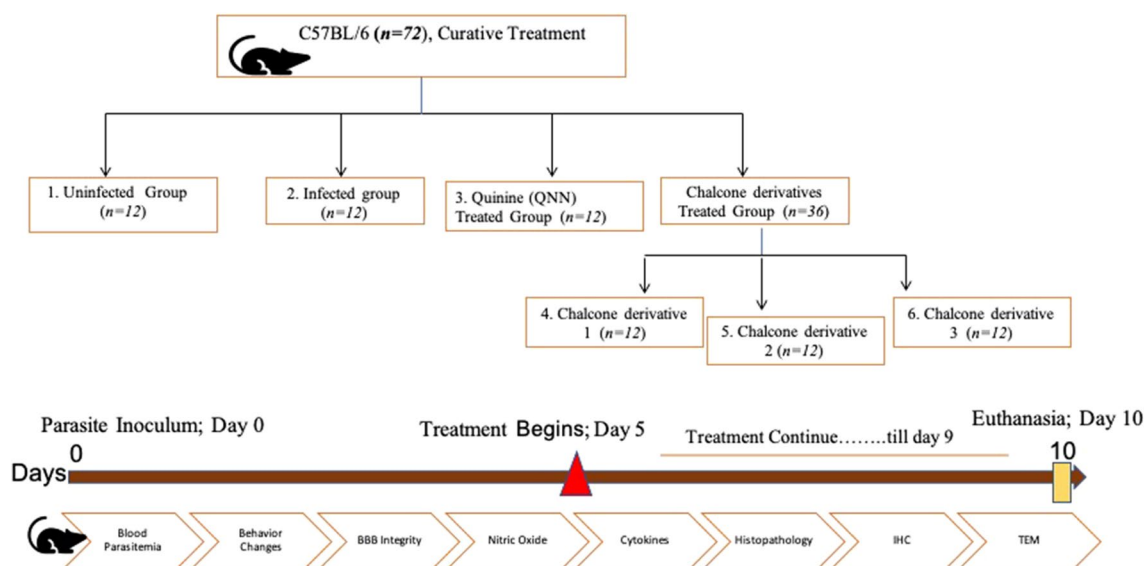 C57BL/6 (n=72), Curative Treatment
1. Uninfected Group
(n=12)
2. Infected group
(n=12)
3. Quinine (QNN)
Treated Group (n=12)
Chalcone derivatives
Treated Group (n=36)
4. Chalcone derivative
1 (n=12)
5. Chalcone derivative
2 (n=12)
6. Chalcone derivative
3 (n=12)
Parasite Inoculum; Day 0
Treatment Begins; Day 5
Treatment Continue........till day 9
Euthanasia; Day 10
0
10
Days
Blood
Parasitemia
Behavior
Changes
BBB Integrity
Nitric Oxide
Cytokines
Histopathology
IHC
TEM